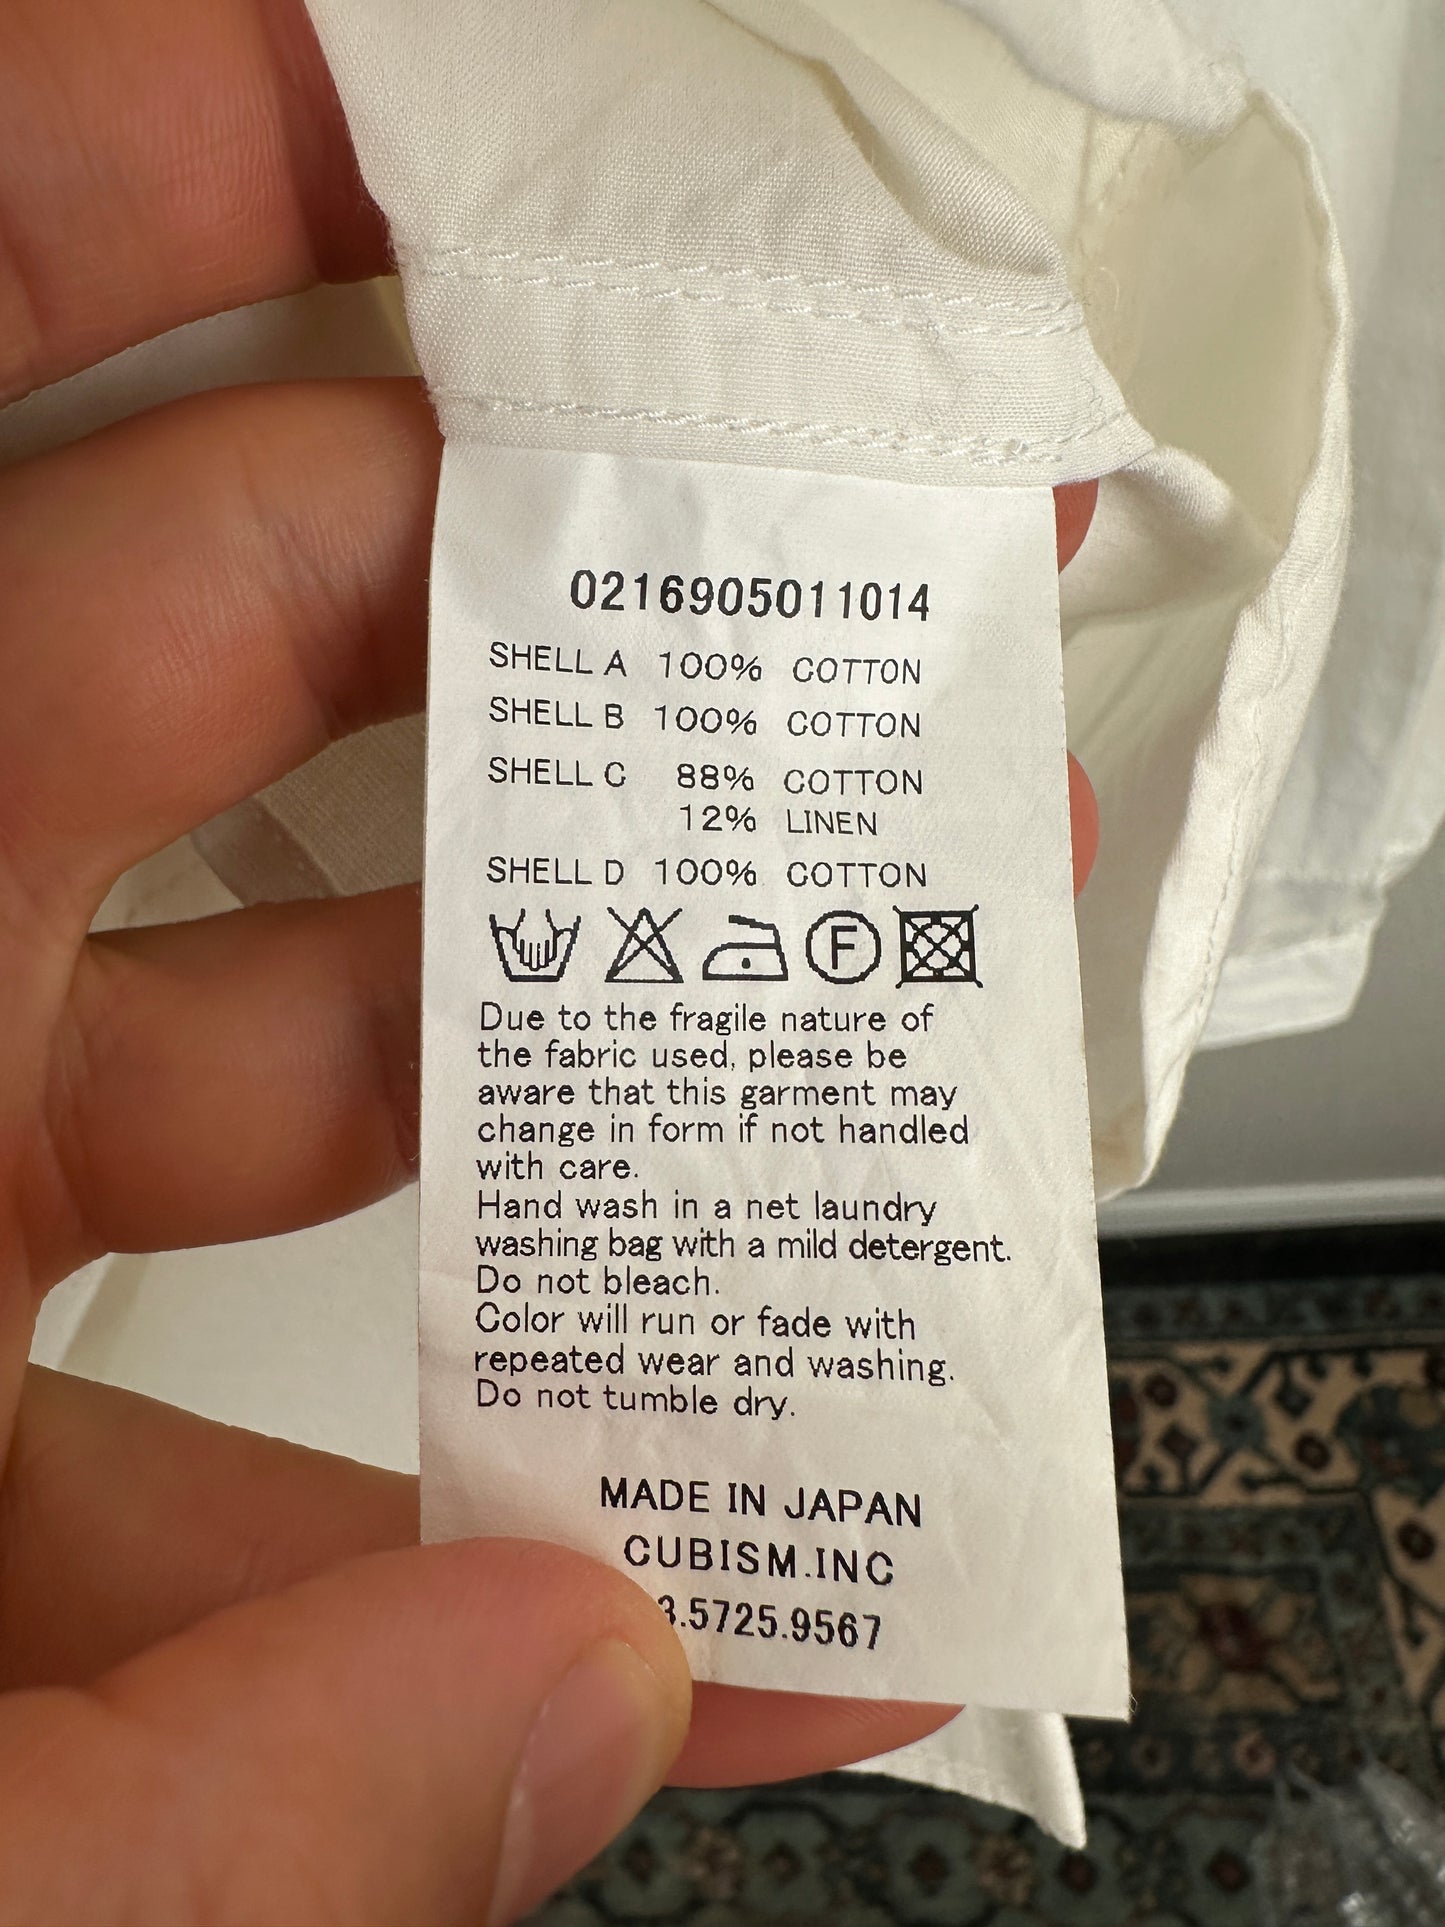 0216905011014
SHELL A 100% COTTON
SHELL B 100% COTTON
SHELL C 88% COTTON
12% LINEN
SHELL D 100% COTTON
F
Due to the fragile nature of
the fabric used, please be
aware that this garment may
change in form if not handled
with care.
Hand wash in a net laundry
washing bag with a mild detergent.
Do not bleach.
Color will run or fade with
repeated wear and washing.
Do not tumble dry.
MADE IN JAPAN
CUBISM.INC
3.5725.9567